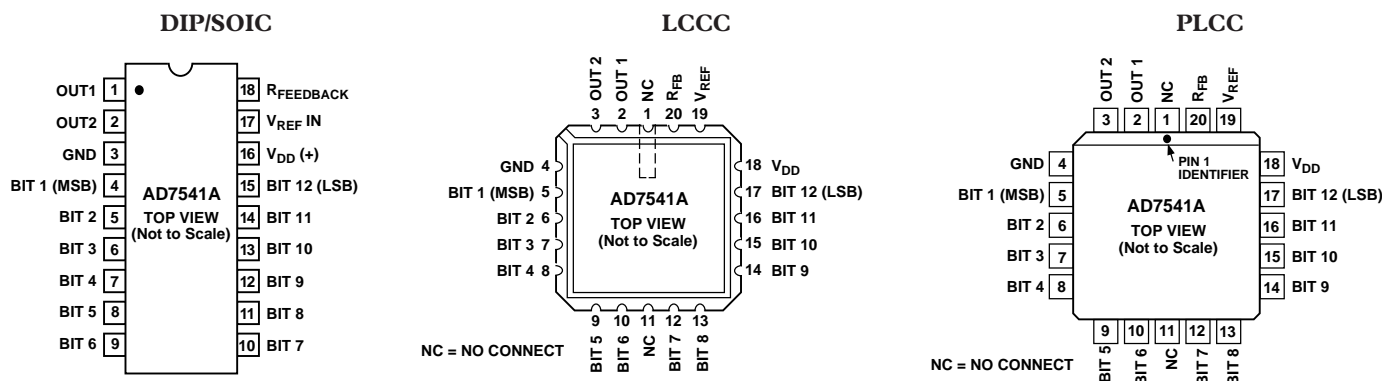 DIP/SOIC
OUT1 1
OUT2 2
GND 3
BIT 1 (MSB) 4
BIT 2 5
BIT 3 6
BIT 4 7
BIT 5 8
BIT 6 9
18 RFEEDBACK
17 VREF IN
16 VDD (+)
15 BIT 12 (LSB)
14 BIT 11
13 BIT 10
12 BIT 9
11 BIT 8
10 BIT 7
AD7541A
TOP VIEW
(Not to Scale)
LCCC
OUT 2
OUT 1
NC
RFB
VREF
3 2 1 20 19
GND 4
BIT 1 (MSB) 5
BIT 2 6
BIT 3 7
BIT 4 8
18 VDD
17 BIT 12 (LSB)
16 BIT 11
15 BIT 10
14 BIT 9
AD7541A
TOP VIEW
(Not to Scale)
9 10 11 12 13
BIT 5
BIT 6
NC
BIT 7
BIT 8
NC = NO CONNECT
PLCC
OUT 2
OUT 1
NC
RFB
VREF
3 2 1 20 19
PIN 1
IDENTIFIER
GND 4
BIT 1 (MSB) 5
BIT 2 6
BIT 3 7
BIT 4 8
18 VDD
17 BIT 12 (LSB)
16 BIT 11
15 BIT 10
14 BIT 9
AD7541A
TOP VIEW
(Not to Scale)
9 10 11 12 13
BIT 5
BIT 6
NC
BIT 7
BIT 8
NC = NO CONNECT